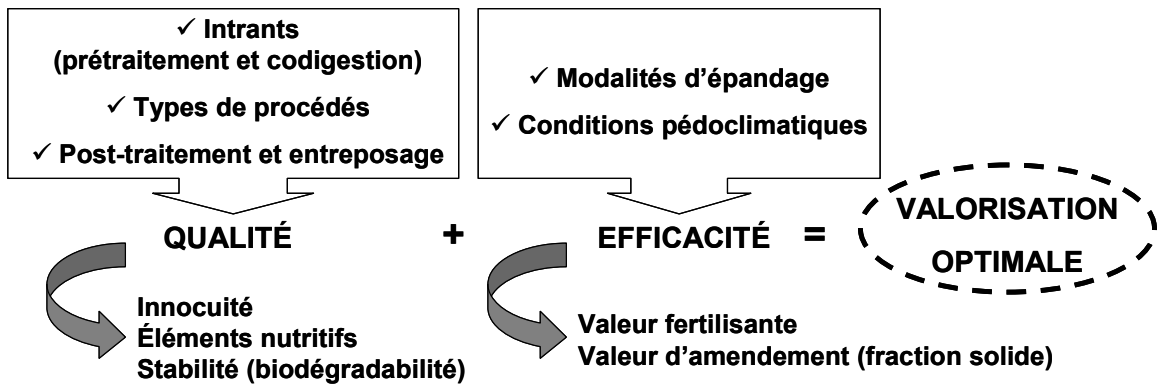 ✓ Intrants
(prétraitement et codigestion)
✓ Types de procédés
✓ Post-traitement et entreposage
✓ Modalités d’épandage
✓ Conditions pédoclimatiques
QUALITÉ + EFFICACITÉ =
VALORISATION
OPTIMALE
Innocuité
Éléments nutritifs
Stabilité (biodégradabilité)
Valeur fertilisante
Valeur d’amendement (fraction solide)